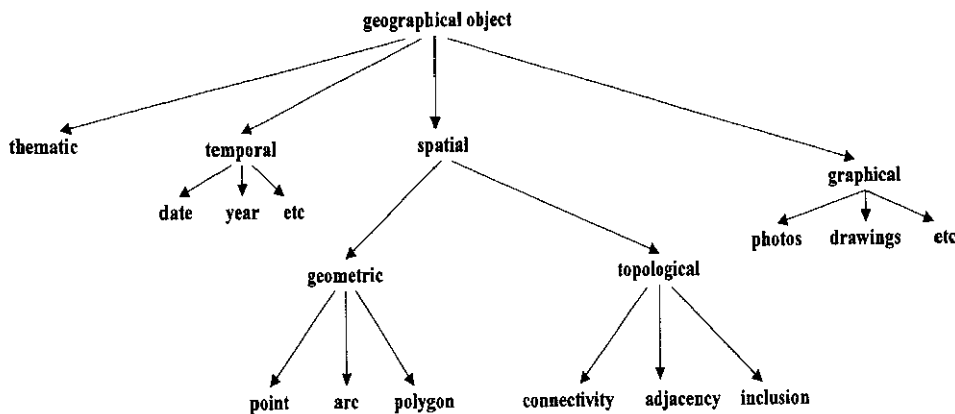 geographical object
thematic
temporal
spatial
graphical
date year etc
photos drawings etc
geometric
topological
point arc polygon
connectivity adjacency inclusion